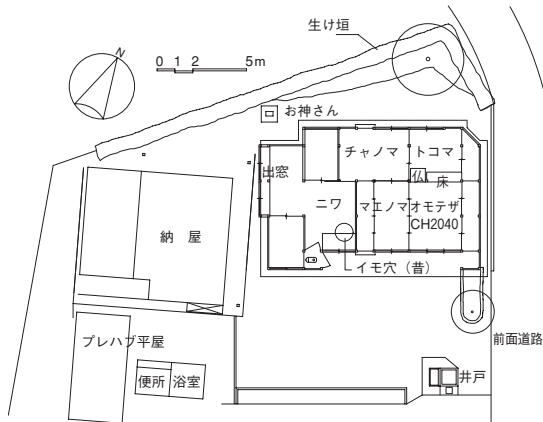 生け垣
N
0 1 2 5m
お神さん
チャノマ
トコマ
出窓
仏
床
ニワ
マエノマ
オモテザ
CH2040
納屋
イモ穴（昔）
前面道路
プレハブ平屋
便所
浴室
井戸